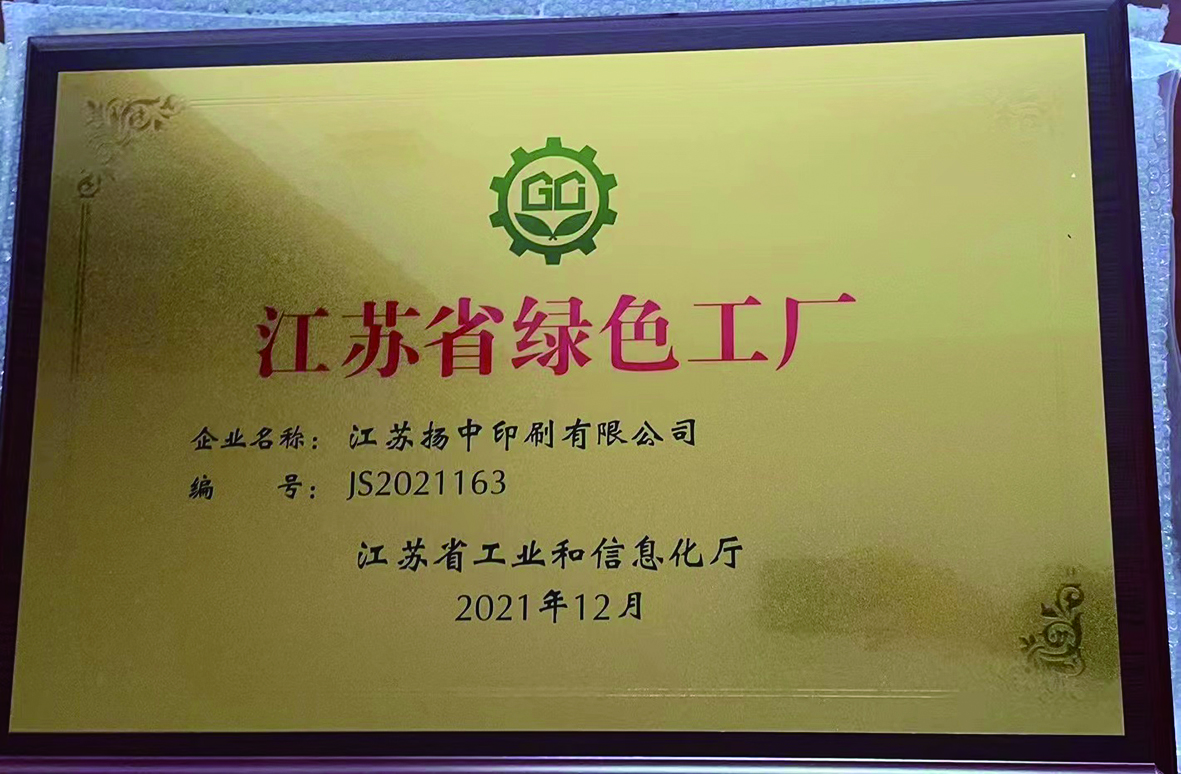 GC
江苏省绿色工厂
企业名称：江苏扬中印刷有限公司
编 号：JS2021163
江苏省工业和信息化厅
2021年12月